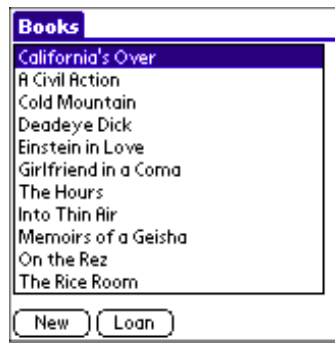 Books
California's Over
A Civil Action
Cold Mountain
Deadeye Dick
Einstein in Love
Girlfriend in a Coma
The Hours
Into Thin Air
Memoirs of a Geisha
On the Rez
The Rice Room
New Loan